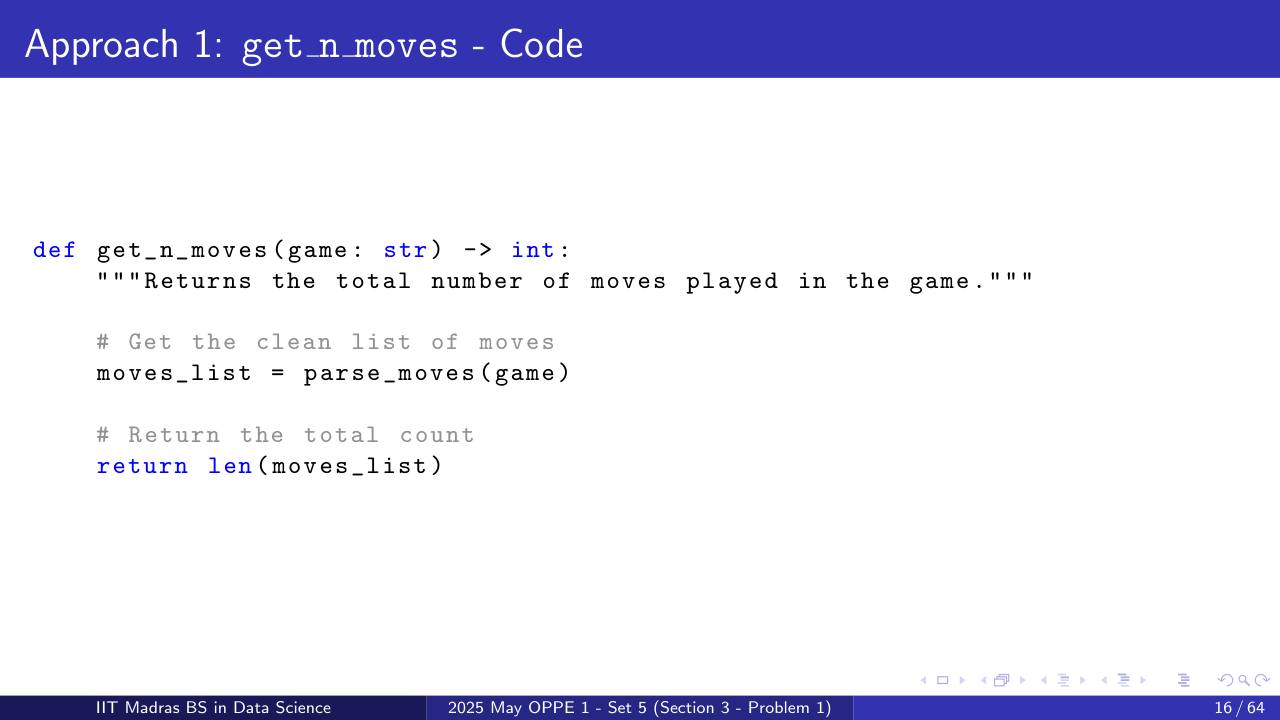 Approach 1: get_n_moves - Code
def get_n_moves(game: str) -> int:
    """Returns the total number of moves played in the game."""
    # Get the clean list of moves
    moves_list = parse_moves(game)
    # Return the total count
    return len(moves_list)
IIT Madras BS in Data Science
2025 May OPPE 1 - Set 5 (Section 3 - Problem 1)
16 / 64